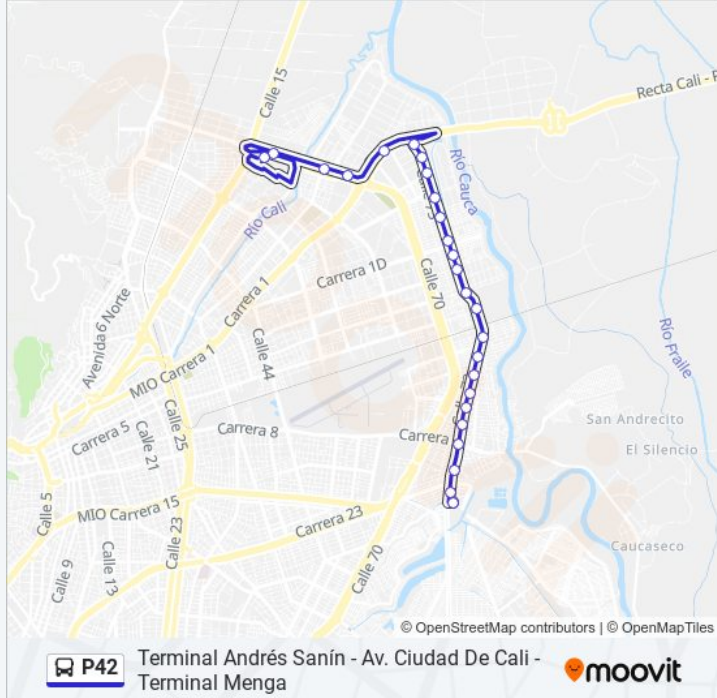 Calle 15
Recta Cali - P
Río Cauca
Calle 73
Río Cali
Carrera 1D
Calle 70
Carrera 1
Avenida6 Norte
Río Fraile
Calle 44
MIO Carrera 1
San Andrecito
Calle 25
Carrera 8
Carrera
Carrera 5
Calle 21
El Silencio
Calle 5
MIO Carrera 15
Carrera 23
Calle 23
Calle 9
Calle 13
Calle 70
Caucaseco
© OpenStreetMap contributors | © OpenMapTiles
P42
Terminal Andrés Sanín - Av. Ciudad De Cali -
Terminal Menga
moovit